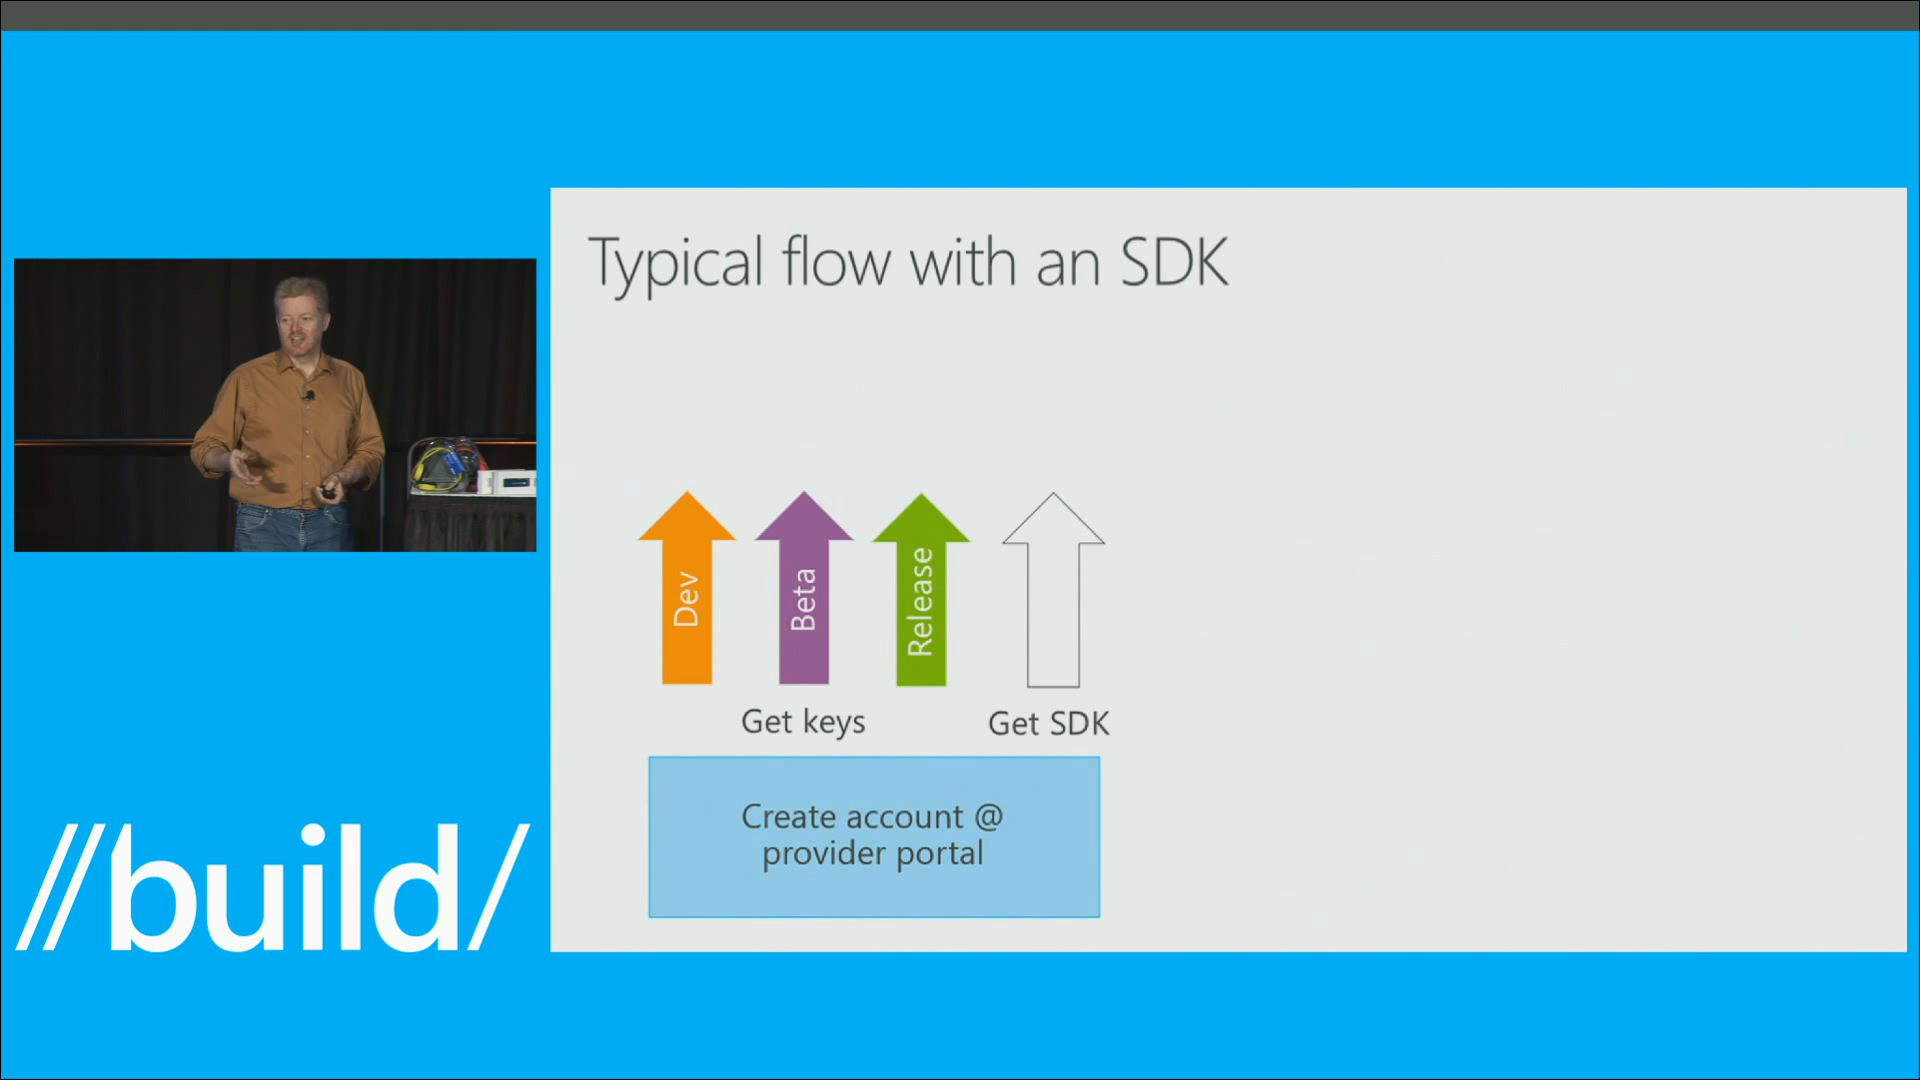 Typical flow with an SDK
Dev
Beta
Release
Get keys
Get SDK
Create account @
provider portal
//build/